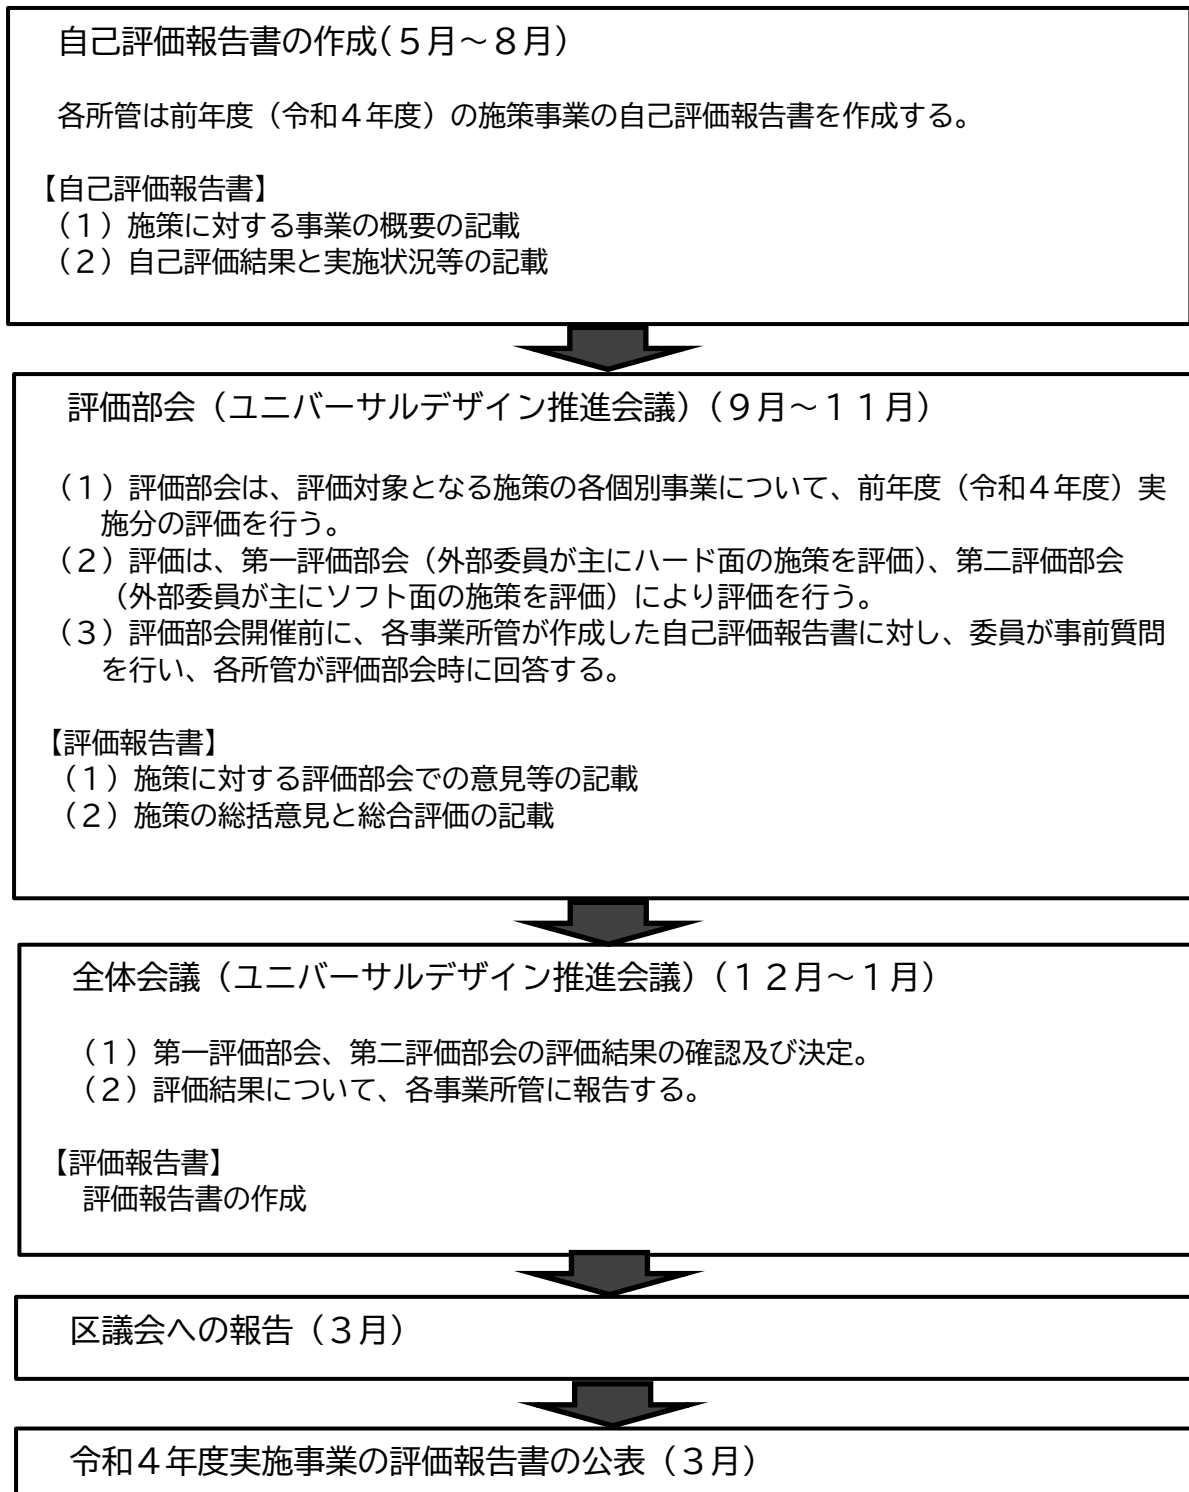 自己評価報告書の作成(５月～８月)
各所管は前年度（令和４年度）の施策事業の自己評価報告書を作成する。
【自己評価報告書】
（１）施策に対する事業の概要の記載
（２）自己評価結果と実施状況等の記載
評価部会（ユニバーサルデザイン推進会議）(９月～１１月)
（１）評価部会は、評価対象となる施策の各個別事業について、前年度（令和４年度）実
施分の評価を行う。
（２）評価は、第一評価部会（外部委員が主にハード面の施策を評価）、第二評価部会
（外部委員が主にソフト面の施策を評価）により評価を行う。
（３）評価部会開催前に、各事業所管が作成した自己評価報告書に対し、委員が事前質問
を行い、各所管が評価部会時に回答する。
【評価報告書】
（１）施策に対する評価部会での意見等の記載
（２）施策の総括意見と総合評価の記載
全体会議（ユニバーサルデザイン推進会議）(１２月～１月)
（１）第一評価部会、第二評価部会の評価結果の確認及び決定。
（２）評価結果について、各事業所管に報告する。
【評価報告書】
評価報告書の作成
区議会への報告（３月）
令和４年度実施事業の評価報告書の公表（３月）